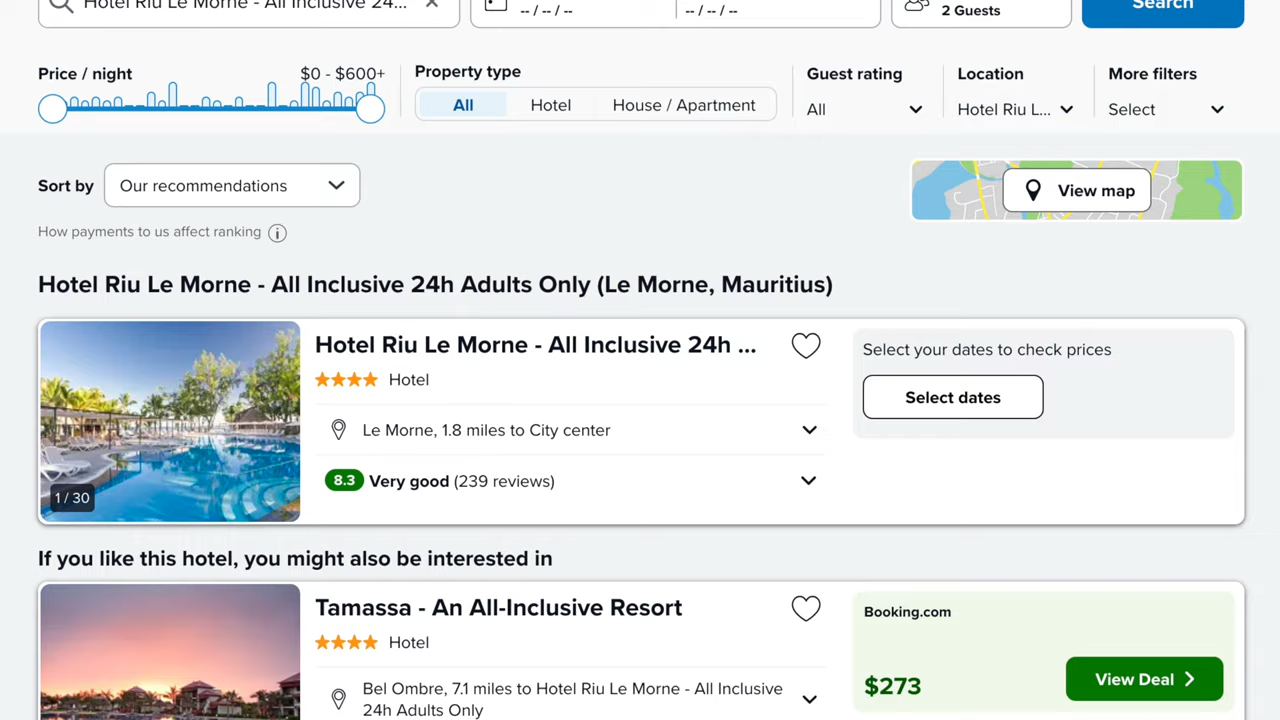 Hotel Riu Le Morne - All Inclusive 24...
-- / -- / --
-- / -- / --
2 Guests
Search
Price / night
$0 - $600+
Property type
All
Hotel
House / Apartment
Guest rating
All
Location
Hotel Riu L...
More filters
Select
Sort by
Our recommendations
View map
How payments to us affect ranking
Hotel Riu Le Morne - All Inclusive 24h Adults Only (Le Morne, Mauritius)
Hotel Riu Le Morne - All Inclusive 24h ...
Hotel
Le Morne, 1.8 miles to City center
8.3 Very good (239 reviews)
1 / 30
Select your dates to check prices
Select dates
If you like this hotel, you might also be interested in
Tamassa - An All-Inclusive Resort
Hotel
Bel Ombre, 7.1 miles to Hotel Riu Le Morne - All Inclusive
24h Adults Only
Booking.com
$273
View Deal